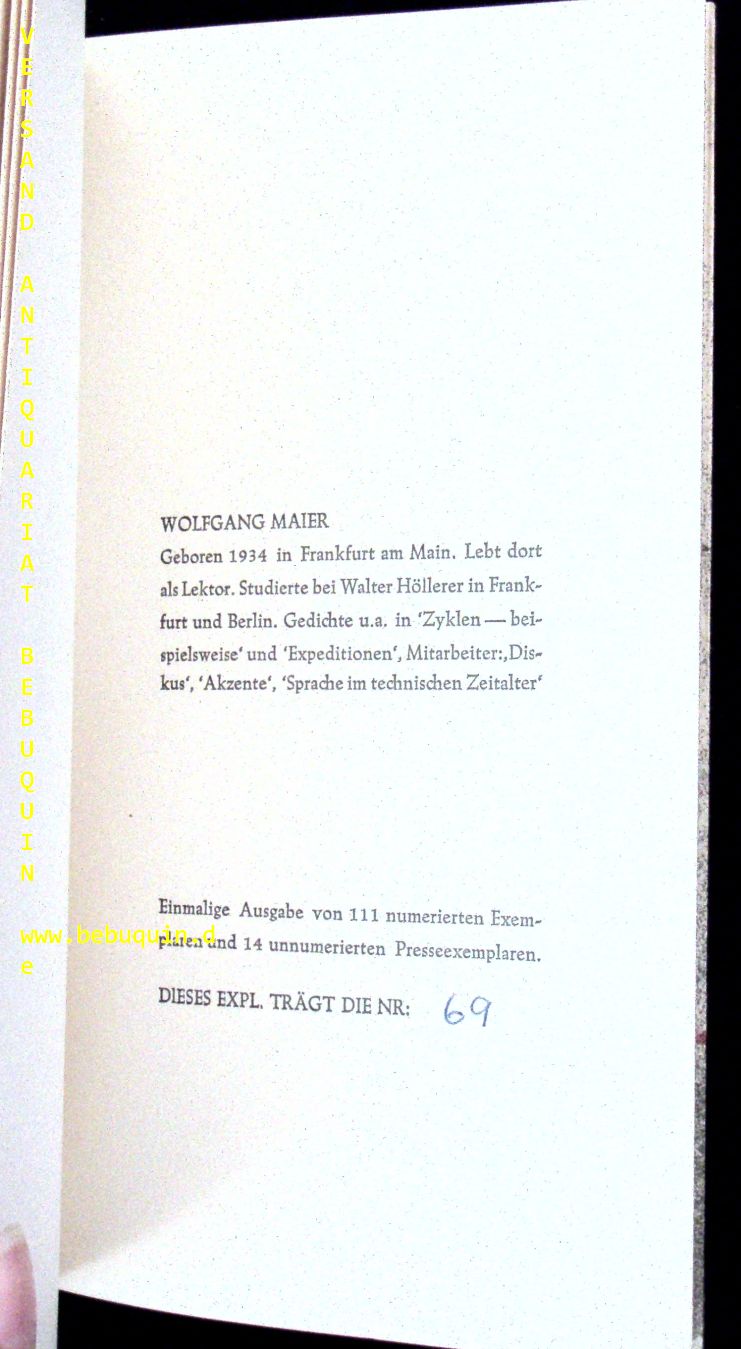 VERSAND ANTIQUARIAT BEBUQUIN
www.bebuquin.d
e
WOLFGANG MAIER
Geboren 1934 in Frankfurt am Main. Lebt dort
als Lektor. Studierte bei Walter Höllerer in Frank-
furt und Berlin. Gedichte u.a. in ‘Zyklen — bei-
spielsweise‘ und ‘Expeditionen‘, Mitarbeiter:‚Dis-
kus‘, ‘Akzente‘, ‘Sprache im technischen Zeitalter‘
Einmalige Ausgabe von 111 numerierten Exem-
plaren und 14 unnumerierten Presseexemplaren.
DIESES EXPL. TRÄGT DIE NR: 69